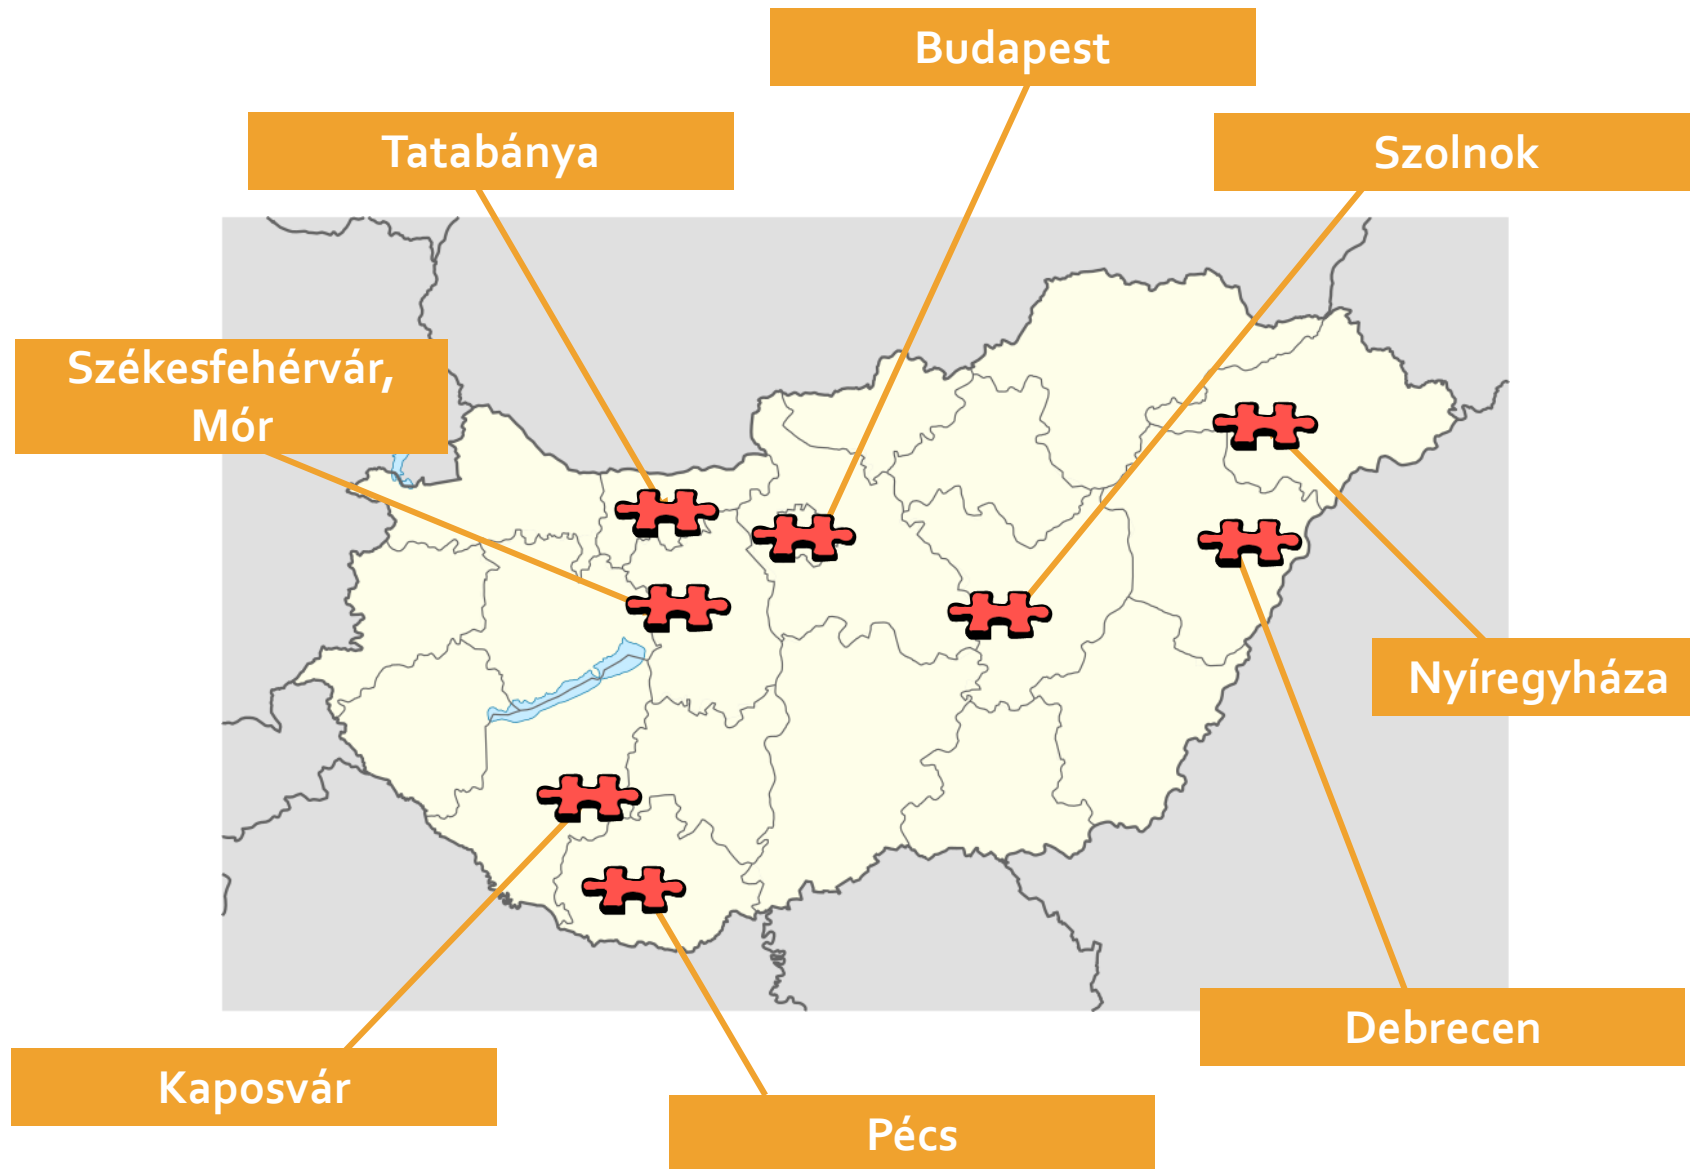 Budapest
Tatabánya
Szolnok
Székesfehérvár,
Mór
Nyíregyháza
Debrecen
Kaposvár
Pécs